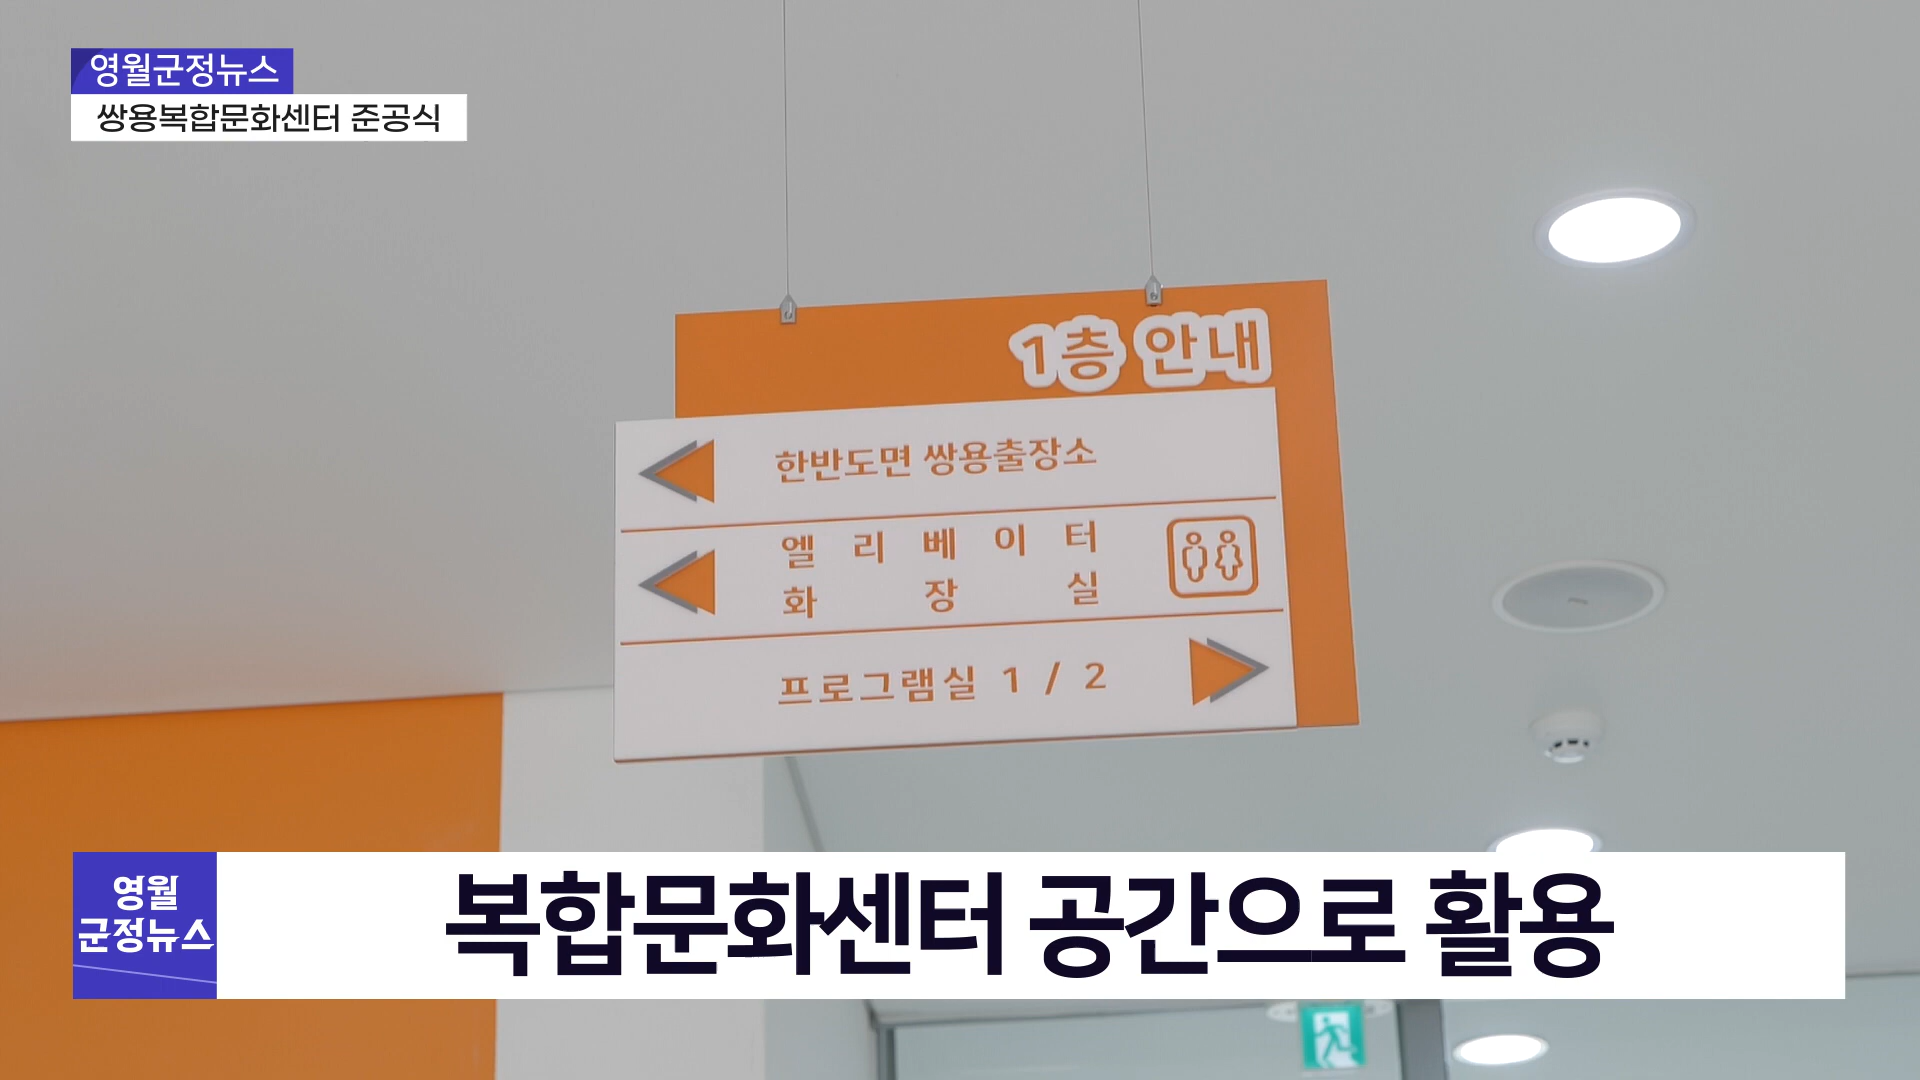 영월군정뉴스
쌍용복합문화센터 준공식
1층 안내
한반도면 쌍용출장소
엘리베이터
화장실
프로그램실 1 / 2
영월
군정뉴스
복합문화센터 공간으로 활용